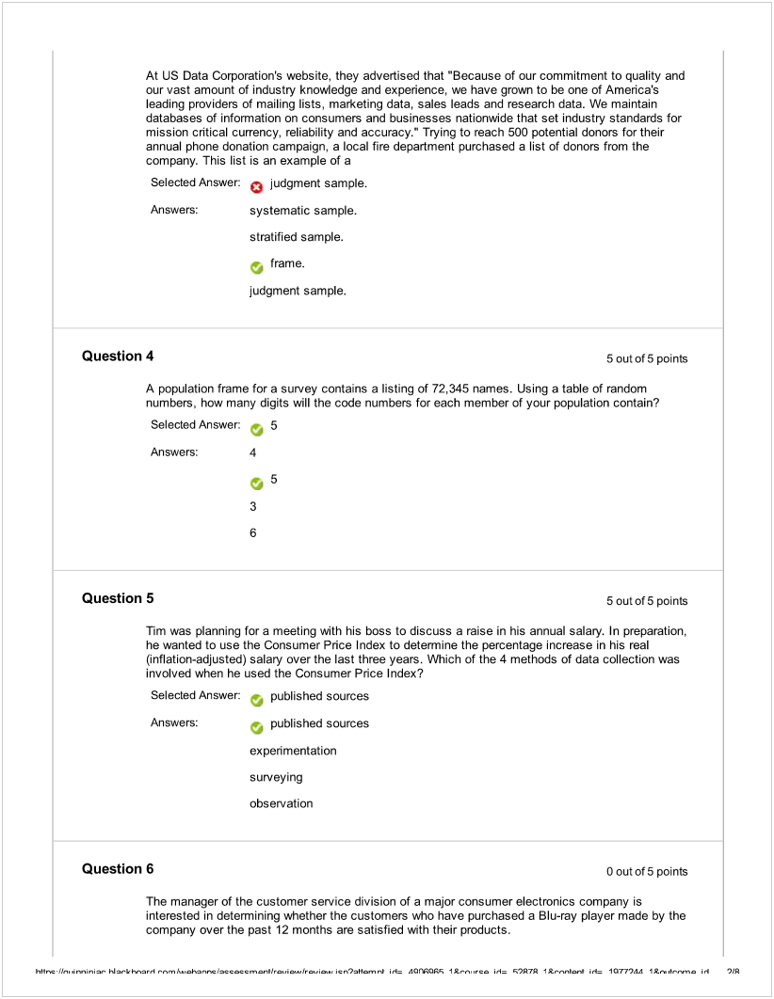 At US Data Corporation's website, they advertised that "Because of our commitment to quality and
our vast amount of industry knowledge and experience, we have grown to be one of America's
leading providers of mailing lists, marketing data, sales leads and research data. We maintain
databases of information on consumers and businesses nationwide that set industry standards for
mission critical currency, reliability and accuracy." Trying to reach 500 potential donors for their
annual phone donation campaign, a local fire department purchased a list of donors from the
company. This list is an example of a
Selected Answer: judgment sample.
Answers: systematic sample.
stratified sample.
frame.
judgment sample.
Question 4 5 out of 5 points
A population frame for a survey contains a listing of 72,345 names. Using a table of random
numbers, how many digits will the code numbers for each member of your population contain?
Selected Answer: 5
Answers: 4
5
3
6
Question 5 5 out of 5 points
Tim was planning for a meeting with his boss to discuss a raise in his annual salary. In preparation,
he wanted to use the Consumer Price Index to determine the percentage increase in his real
(inflation-adjusted) salary over the last three years. Which of the 4 methods of data collection was
involved when he used the Consumer Price Index?
Selected Answer: published sources
Answers: published sources
experimentation
surveying
observation
Question 6 0 out of 5 points
The manager of the customer service division of a major consumer electronics company is
interested in determining whether the customers who have purchased a Blu-ray player made by the
company over the past 12 months are satisfied with their products.
https://quinnipiac.blackboard.com/webapps/assessment/review/review.jsp?attempt_id=_4906965_1&course_id=_52878_1&content_id=_1977244_1&outcome_id... 2/8